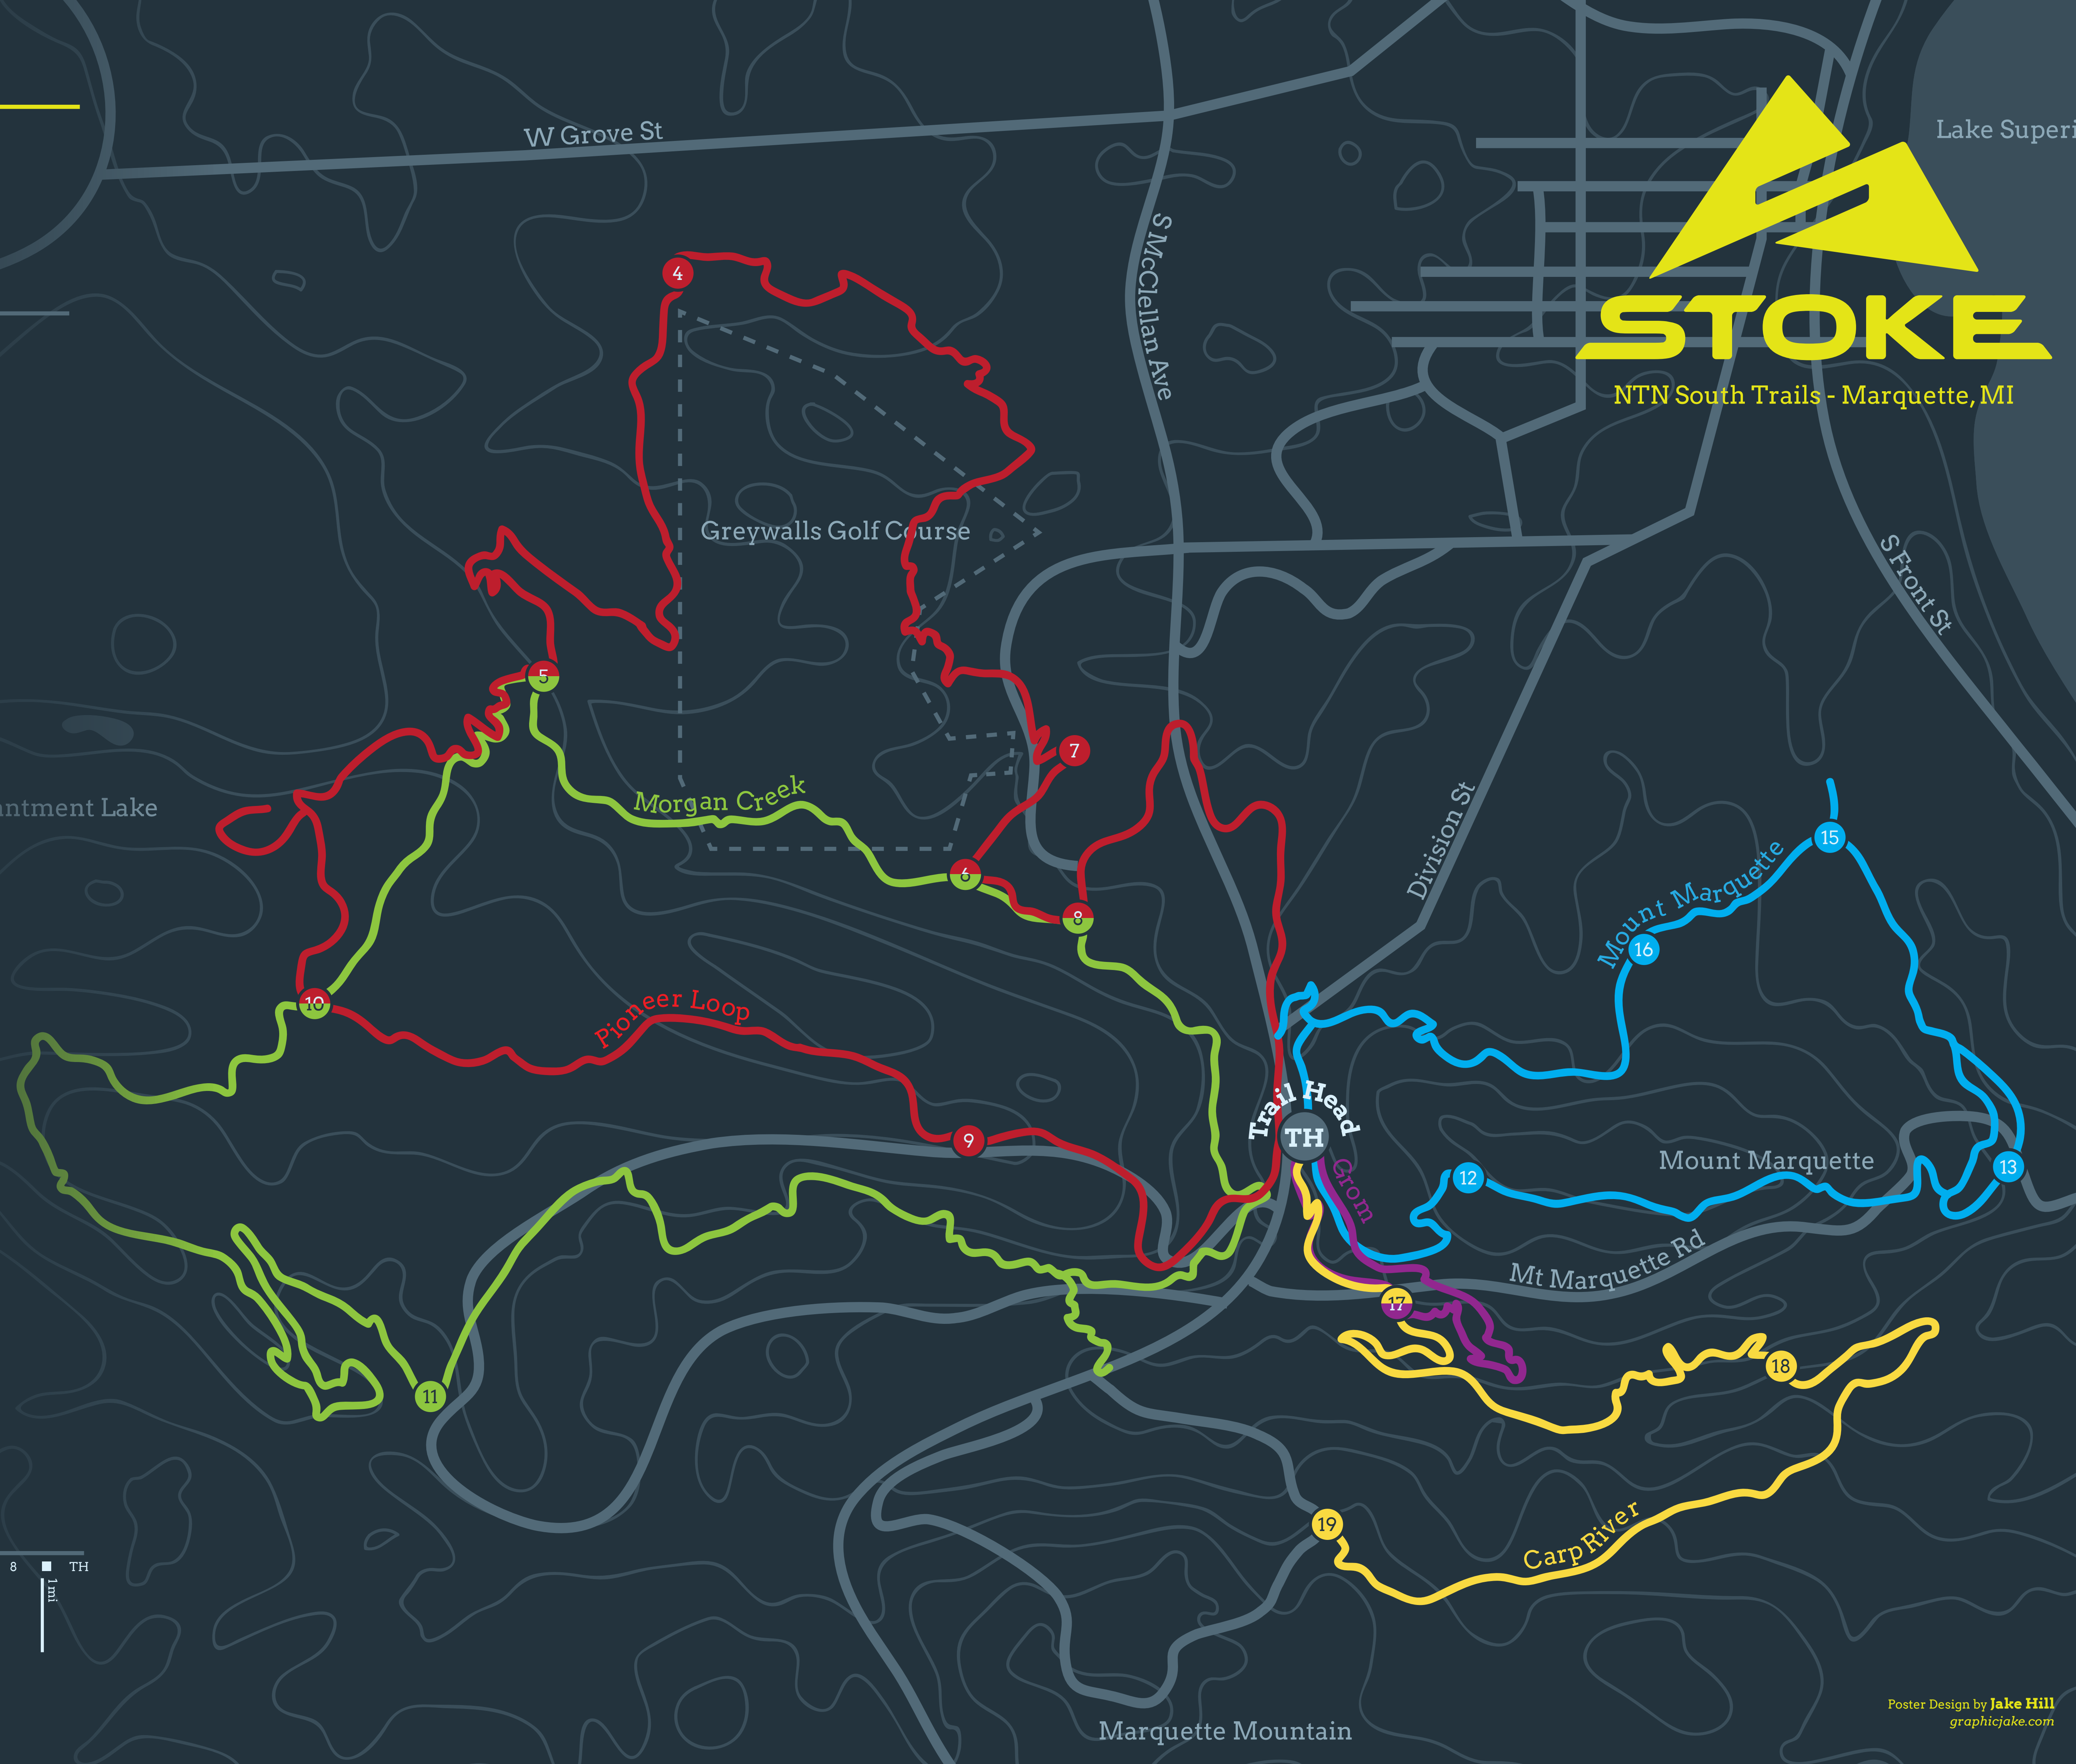 W Grove St
Lake Superi
STOKE
NTN South Trails - Marquette, MI
4
S McClellan Ave
Greywalls Golf Course
S Front St
5
7
antment Lake
Morgan Creek
Division St
15
Mount Marquette
6
8
16
10
Pioneer Loop
Trail Head
TH
9
Grom
12
Mount Marquette
13
Mt Marquette Rd
17
18
11
19
Carp River
8
TH
1mi
Marquette Mountain
Poster Design by Jake Hill
graphicjake.com